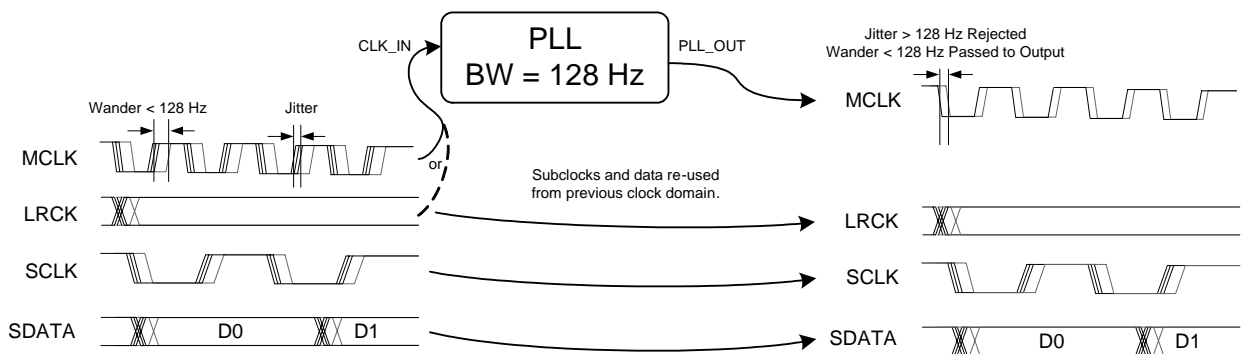 PLL
BW = 128 Hz
CLK_IN
PLL_OUT
Jitter > 128 Hz Rejected
Wander < 128 Hz Passed to Output
Wander < 128 Hz
Jitter
MCLK
or
MCLK
Subclocks and data re-used
from previous clock domain.
LRCK
LRCK
SCLK
SCLK
SDATA
D0
D1
SDATA
D0
D1